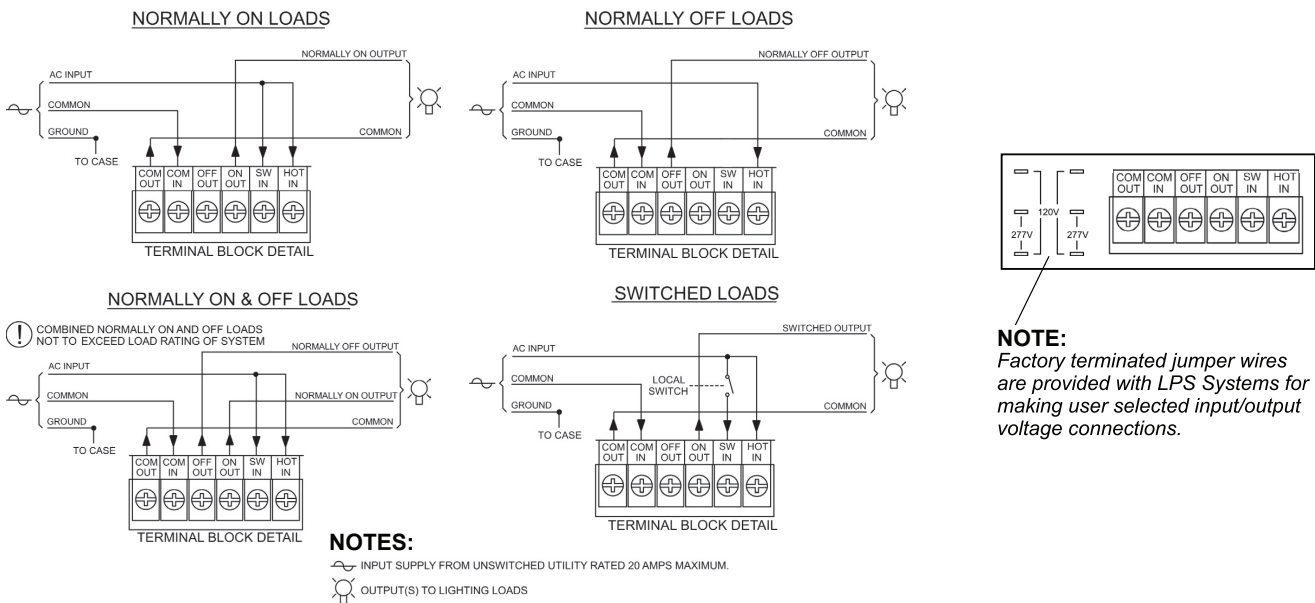 NORMALLY ON LOADS
NORMALLY ON OUTPUT
AC INPUT
COMMON
GROUND
COMMON
TO CASE
COM OUT
COM IN
OFF OUT
ON OUT
SW IN
HOT IN
TERMINAL BLOCK DETAIL
NORMALLY OFF LOADS
NORMALLY OFF OUTPUT
AC INPUT
COMMON
GROUND
COMMON
TO CASE
COM OUT
COM IN
OFF OUT
ON OUT
SW IN
HOT IN
TERMINAL BLOCK DETAIL
NORMALLY ON & OFF LOADS
! COMBINED NORMALLY ON AND OFF LOADS
NOT TO EXCEED LOAD RATING OF SYSTEM
NORMALLY OFF OUTPUT
AC INPUT
COMMON
NORMALLY ON OUTPUT
GROUND
COMMON
TO CASE
COM OUT
COM IN
OFF OUT
ON OUT
SW IN
HOT IN
TERMINAL BLOCK DETAIL
SWITCHED LOADS
SWITCHED OUTPUT
AC INPUT
COMMON
LOCAL
SWITCH
GROUND
COMMON
TO CASE
COM OUT
COM IN
OFF OUT
ON OUT
SW IN
HOT IN
TERMINAL BLOCK DETAIL
120V
277V
277V
COM OUT
COM IN
OFF OUT
ON OUT
SW IN
HOT IN
NOTE:
Factory terminated jumper wires
are provided with LPS Systems for
making user selected input/output
voltage connections.
NOTES:
INPUT SUPPLY FROM UNSWITCHED UTILITY RATED 20 AMPS MAXIMUM.
OUTPUT(S) TO LIGHTING LOADS